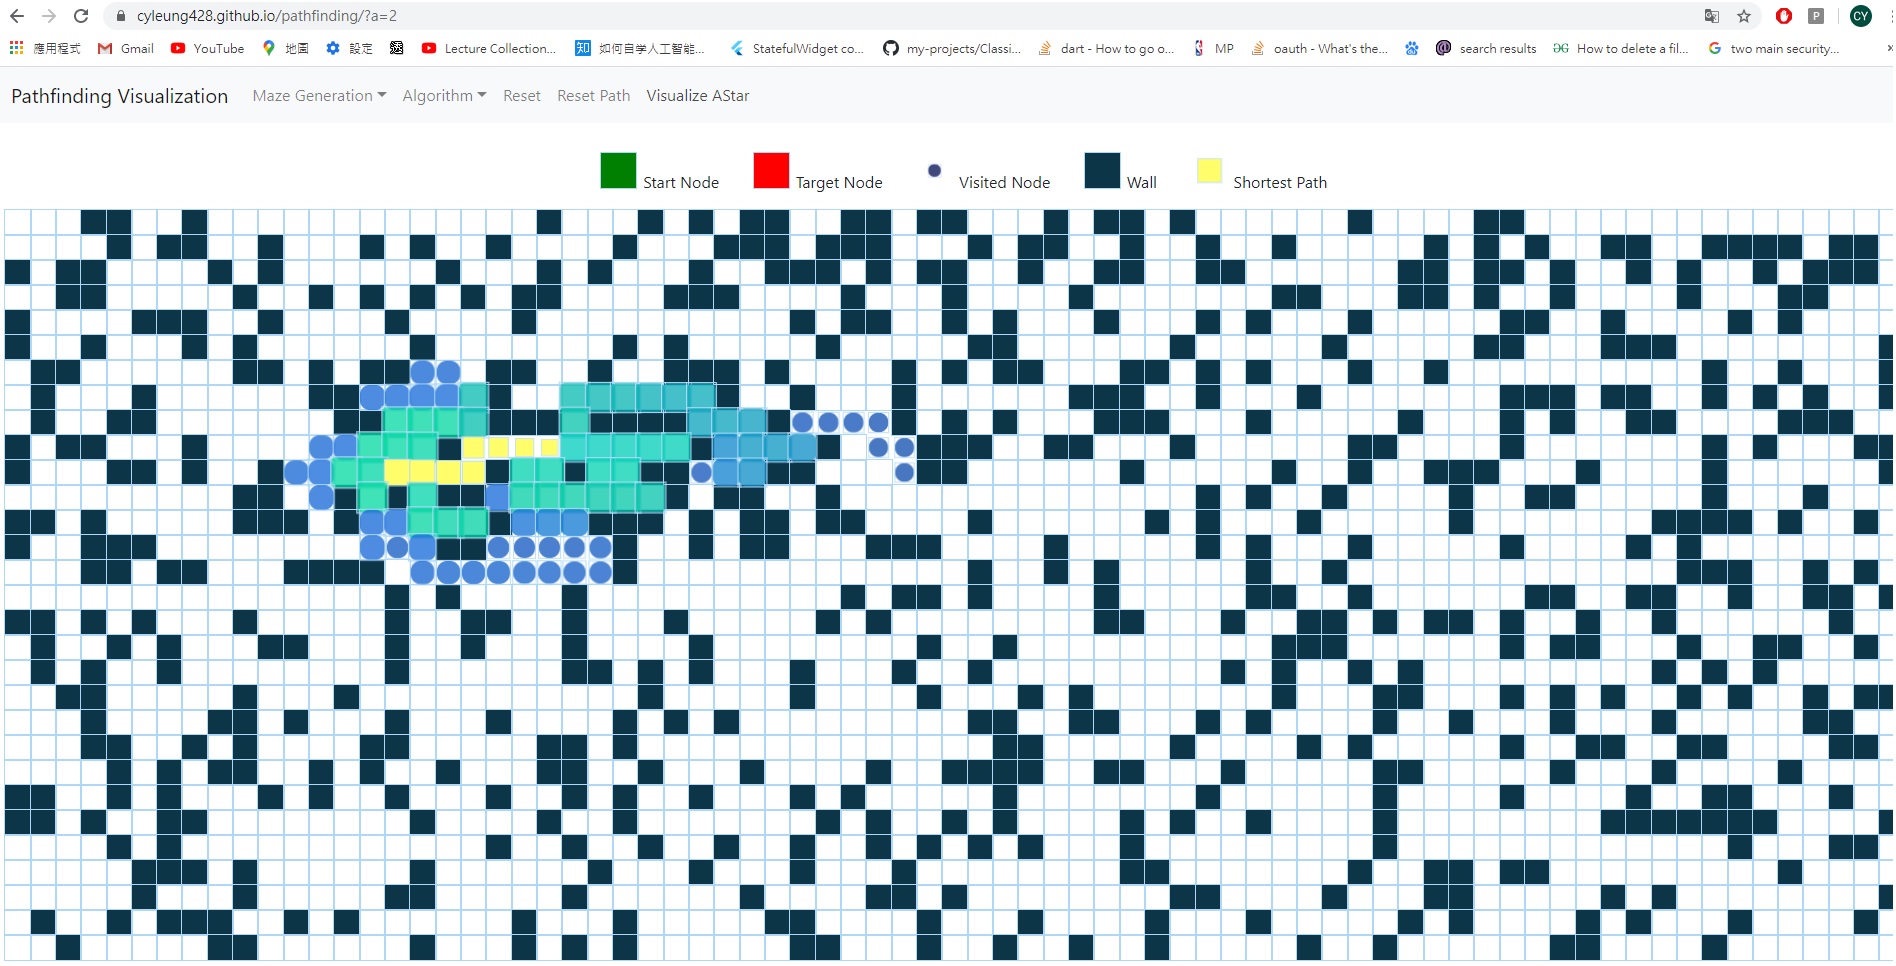 cyleung428.github.io/pathfinding/?a=2
P
CY
應用程式 Gmail YouTube 地圖 設定 Lecture Collection... 知 如何自学人工智能... StatefulWidget co... my-projects/Classi... dart - How to go o... MP oauth - What's the... search results How to delete a fil... two main security... »
Pathfinding Visualization Maze Generation Algorithm Reset Reset Path Visualize AStar
Start Node Target Node Visited Node Wall Shortest Path